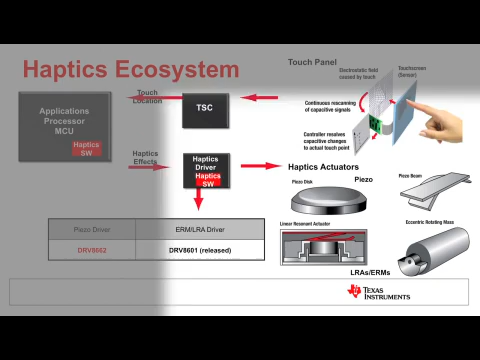 Haptics Ecosystem
Touch Panel
Electrostatic field
caused by touch
Touchscreen
(Sensor)
Continuous rescanning
of capacitive signals
Controller resolves
capacitive changes
to actual touch point
Touch
Location
TSC
Applications
Processor
MCU
Haptics
SW
Haptics
Effects
Haptics
Driver
Haptics
SW
Haptics Actuators
Piezo Disk
Piezo
Piezo Beam
Piezo Driver
ERM/LRA Driver
DRV8662
DRV8601 (released)
Linear Resonant Actuator
Eccentric Rotating Mass
LRAs/ERMs
TEXAS
INSTRUMENTS